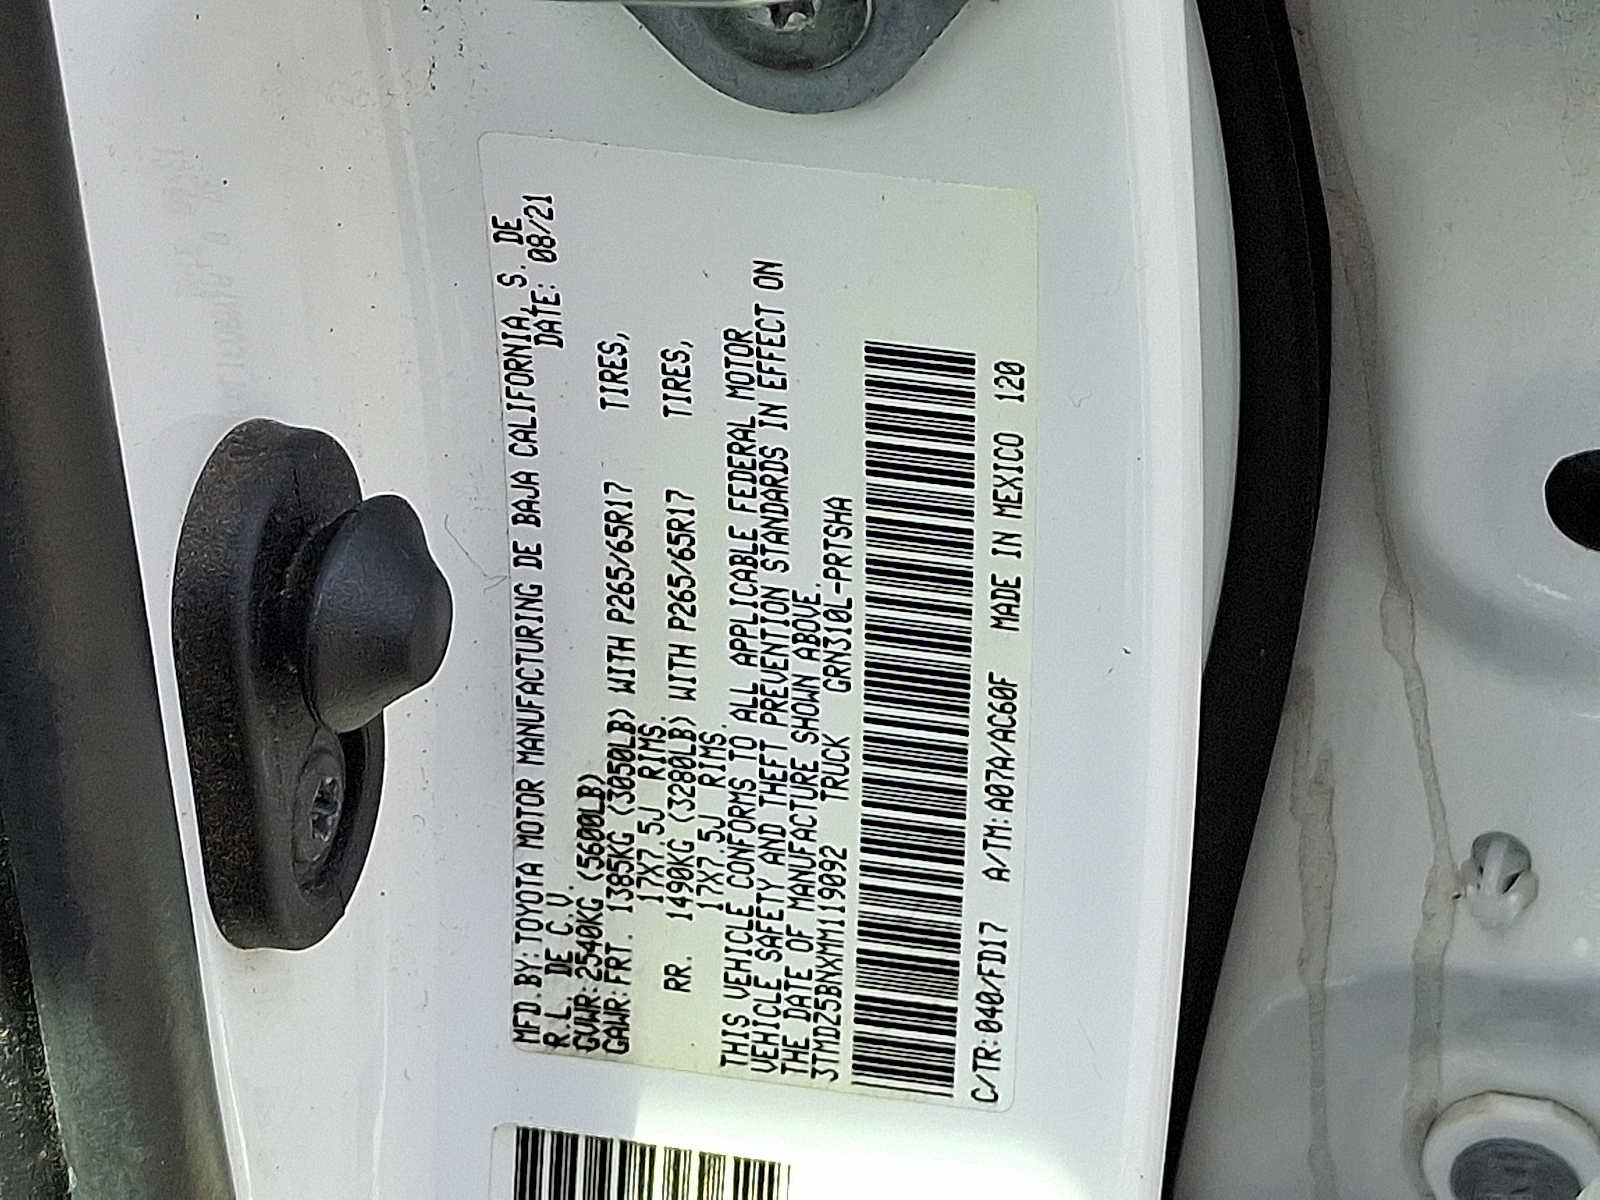 MFD.BY:TOYOTA MOTOR MANUFACTURING DE BAJA CALIFORNIA, S. DE
R.L. DE C.V. DATE: 08/21
GVWR:2540KG (5600LB)
GAWR:FRT. 1385KG (3050LB) WITH P265/65R17 TIRES,
17X7.5J RIMS.
RR. 1490KG (3280LB) WITH P265/65R17 TIRES,
17X7.5J RIMS.
THIS VEHICLE CONFORMS TO ALL APPLICABLE FEDERAL MOTOR
VEHICLE SAFETY AND THEFT PREVENTION STANDARDS IN EFFECT ON
THE DATE OF MANUFACTURE SHOWN ABOVE.
3TMDZ5BNXMM119092 TRUCK GRN310L-PRTSHA
C/TR:040/FD17 A/TM:A07A/AC60F MADE IN MEXICO 120